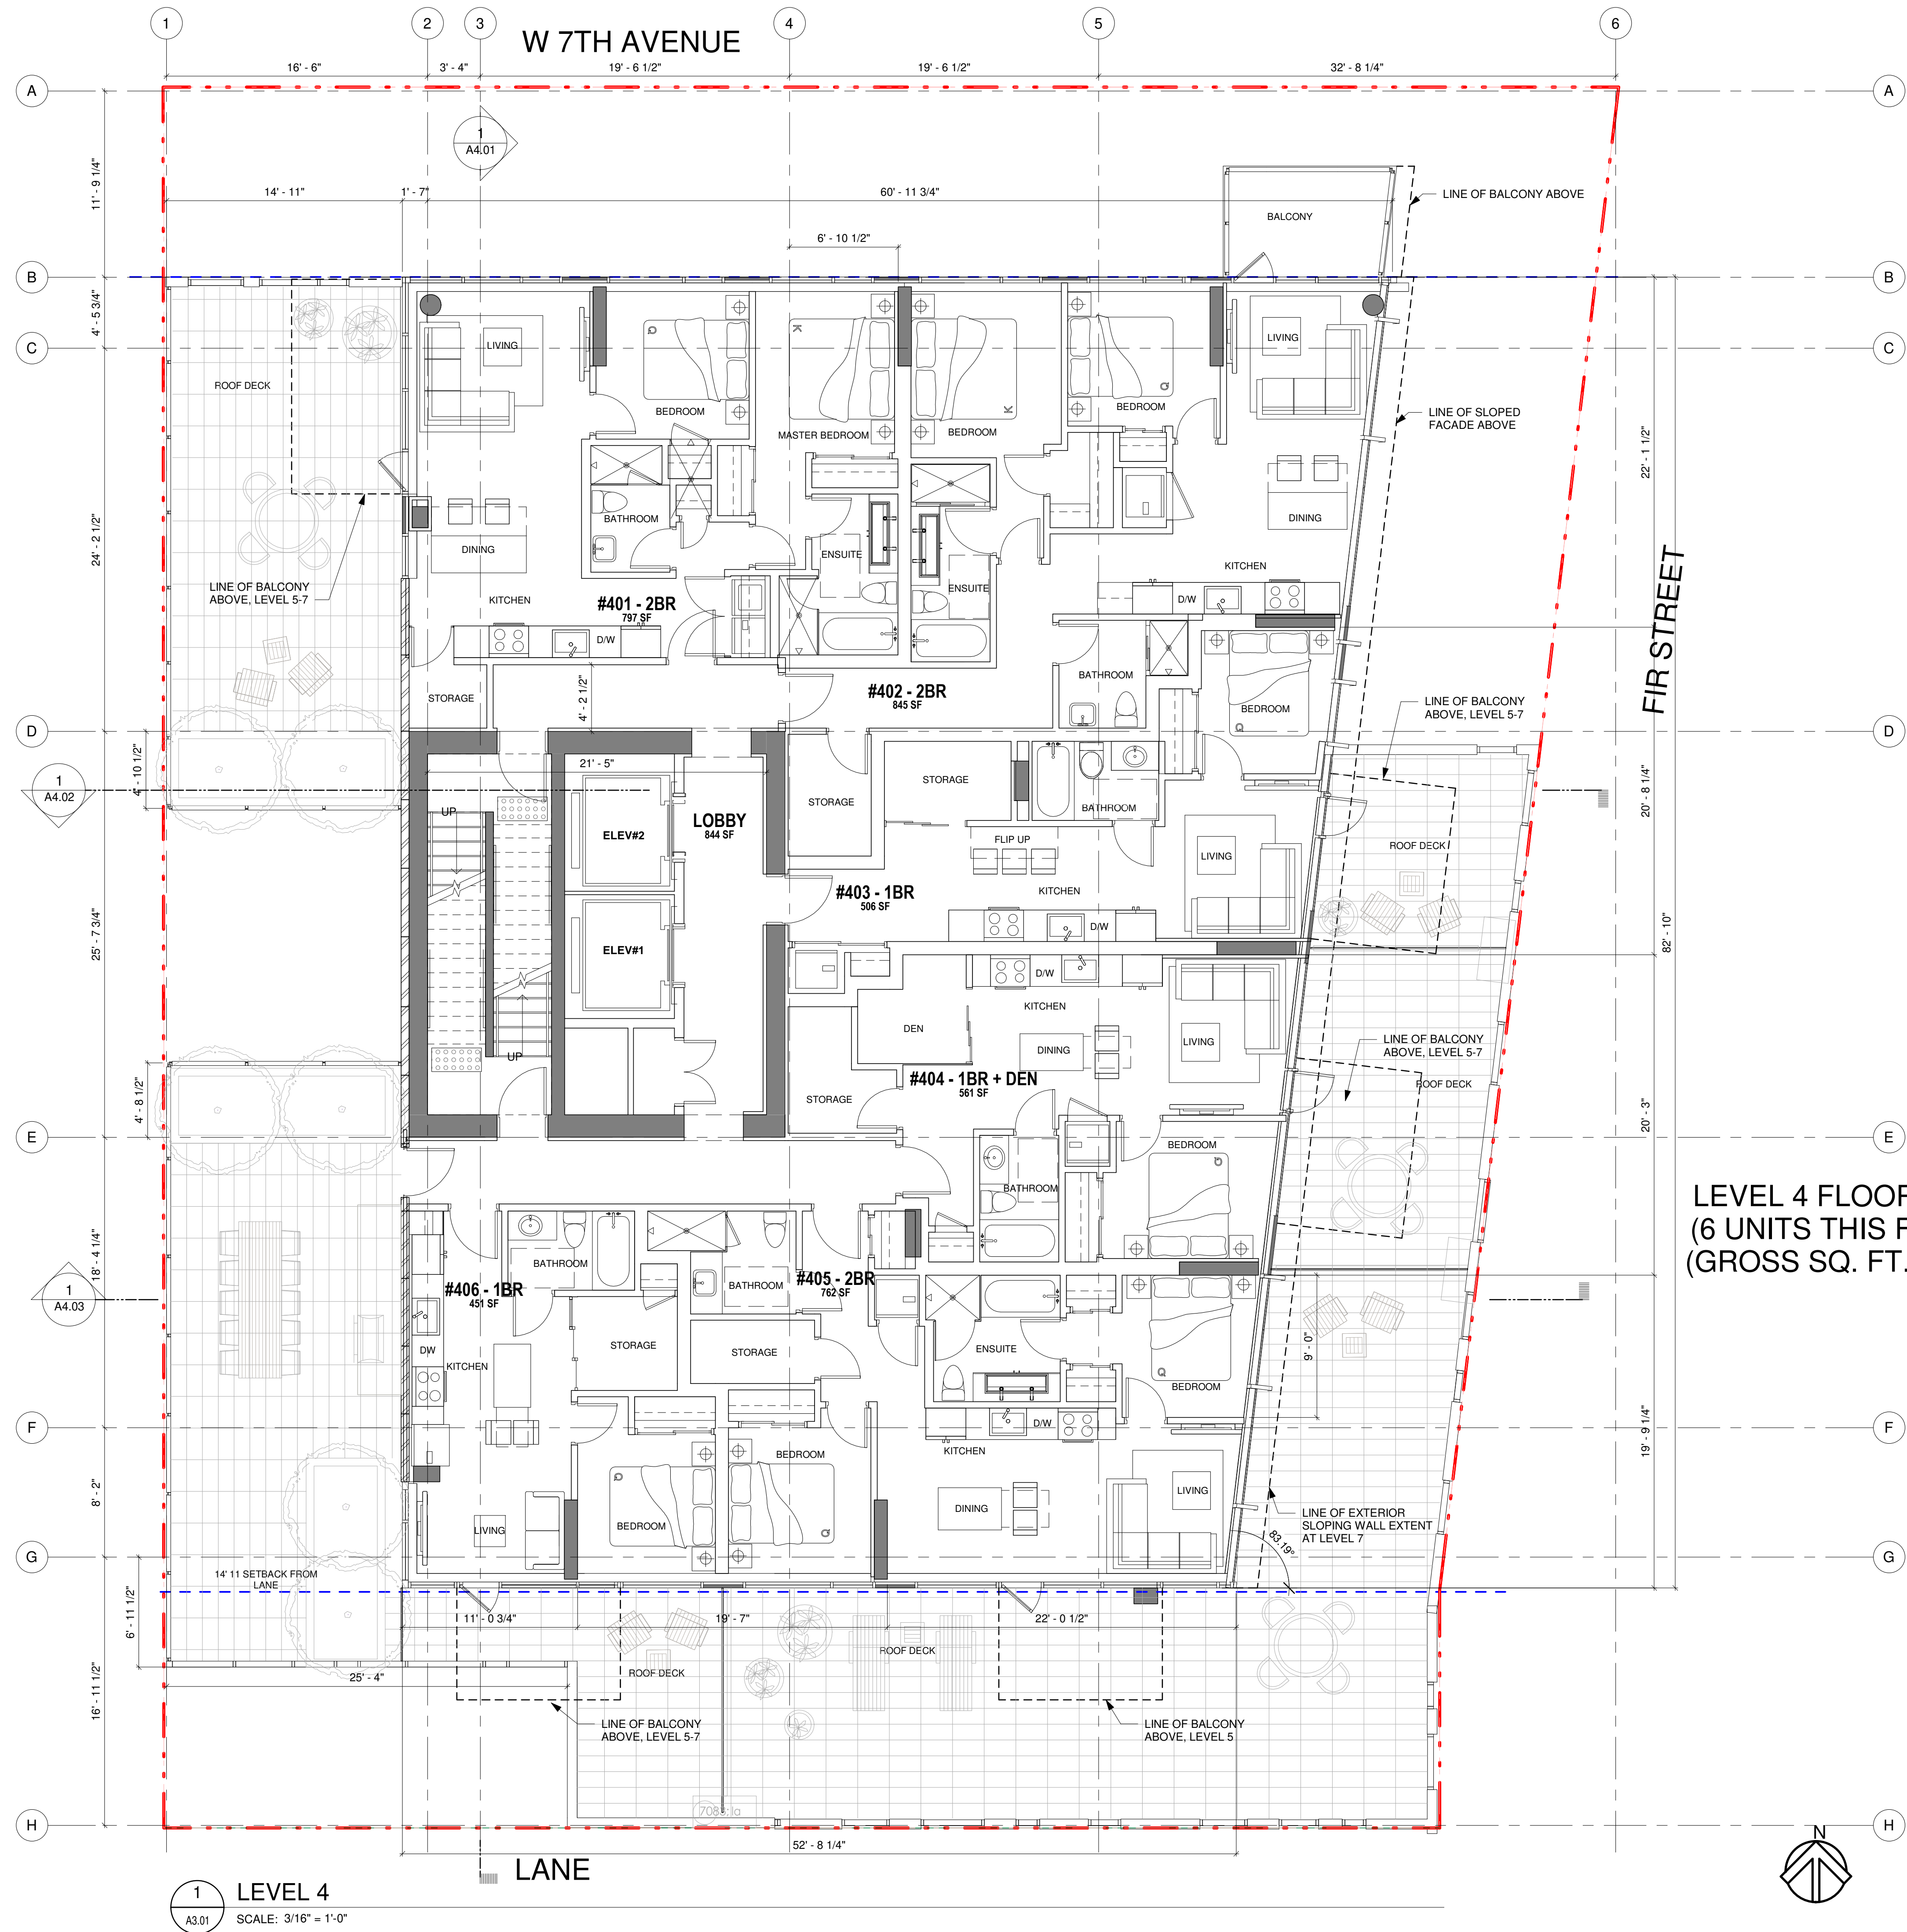 1
2
3
4
5
6
W 7TH AVENUE
16' - 6"
3' - 4"
19' - 6 1/2"
19' - 6 1/2"
32' - 8 1/4"
A
A
1
A4.01
11' - 9 1/4"
14' - 11"
1' - 7"
60' - 11 3/4"
LINE OF BALCONY ABOVE
BALCONY
6' - 10 1/2"
B
B
4' - 5 3/4"
C
C
LIVING
LIVING
ROOF DECK
BEDROOM
Q
K
MASTER BEDROOM
K
BEDROOM
Q
BEDROOM
LINE OF SLOPED
FACADE ABOVE
22' - 1 1/2"
24' - 2 1/2"
BATHROOM
DINING
DINING
ENSUITE
ENSUITE
KITCHEN
LINE OF BALCONY
ABOVE, LEVEL 5-7
KITCHEN
#401 - 2BR
797 SF
D/W
D/W
FIR STREET
STORAGE
4' - 2 1/2"
#402 - 2BR
845 SF
BATHROOM
BEDROOM
Q
LINE OF BALCONY
ABOVE, LEVEL 5-7
D
D
4' - 10 1/2"
1
A4.02
21' - 5"
UP
ELEV#2
LOBBY
844 SF
STORAGE
STORAGE
BATHROOM
FLIP UP
LIVING
ROOF DECK
20' - 8 1/4"
#403 - 1BR
506 SF
KITCHEN
D/W
82' - 10"
25' - 7 3/4"
ELEV#1
D/W
KITCHEN
DEN
DINING
LIVING
LINE OF BALCONY
ABOVE, LEVEL 5-7
UP
#404 - 1BR + DEN
561 SF
ROOF DECK
STORAGE
4' - 8 1/2"
20' - 3"
E
E
BEDROOM
Q
BATHROOM
LEVEL 4 FLOOR
(6 UNITS THIS F
(GROSS SQ. FT.
18' - 4 1/4"
1
A4.03
BATHROOM
#406 - 1BR
451 SF
BATHROOM
#405 - 2BR
762 SF
DW
KITCHEN
STORAGE
STORAGE
ENSUITE
9' - 0"
Q
BEDROOM
F
F
D/W
KITCHEN
BEDROOM
Q
19' - 9 1/4"
8' - 2"
LIVING
BEDROOM
Q
DINING
LIVING
LINE OF EXTERIOR
SLOPING WALL EXTENT
AT LEVEL 7
83.19°
G
G
14' 11 SETBACK FROM
LANE
6' - 11 1/2"
11' - 0 3/4"
19' - 7"
22' - 0 1/2"
ROOF DECK
ROOF DECK
25' - 4"
16' - 11 1/2"
LINE OF BALCONY
ABOVE, LEVEL 5-7
LINE OF BALCONY
ABOVE, LEVEL 5
H
H
52' - 8 1/4"
LANE
N
1
A3.01
LEVEL 4
SCALE: 3/16" = 1'-0"